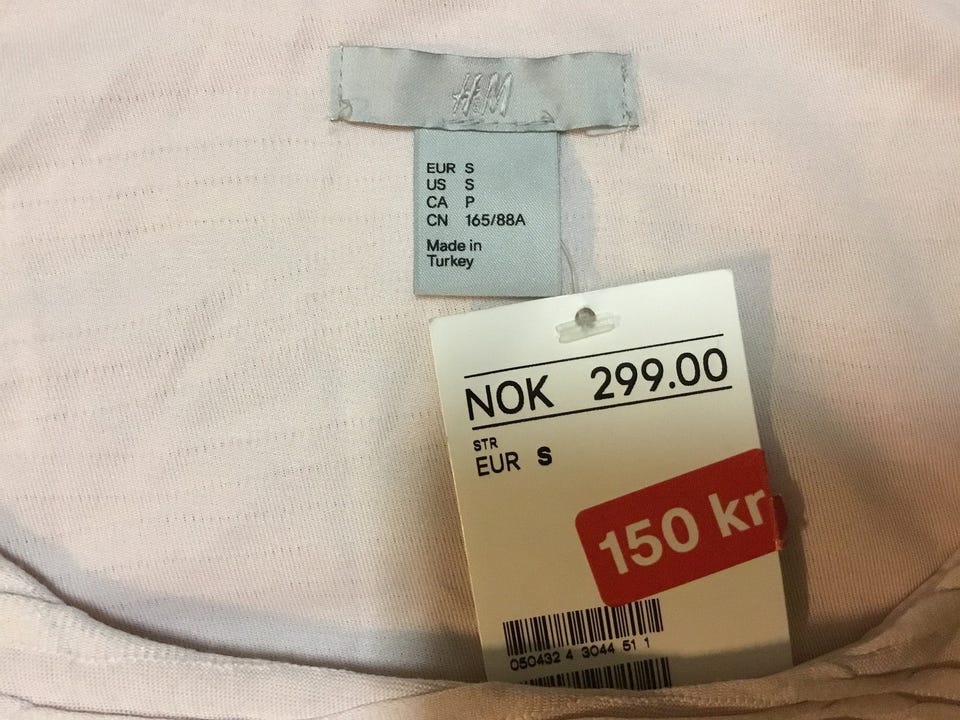 H&M
EUR S
US S
CA P
CN 165/88A
Made in
Turkey
NOK 299.00
STR
EUR S
150 kr
050432 4 3044 51 1